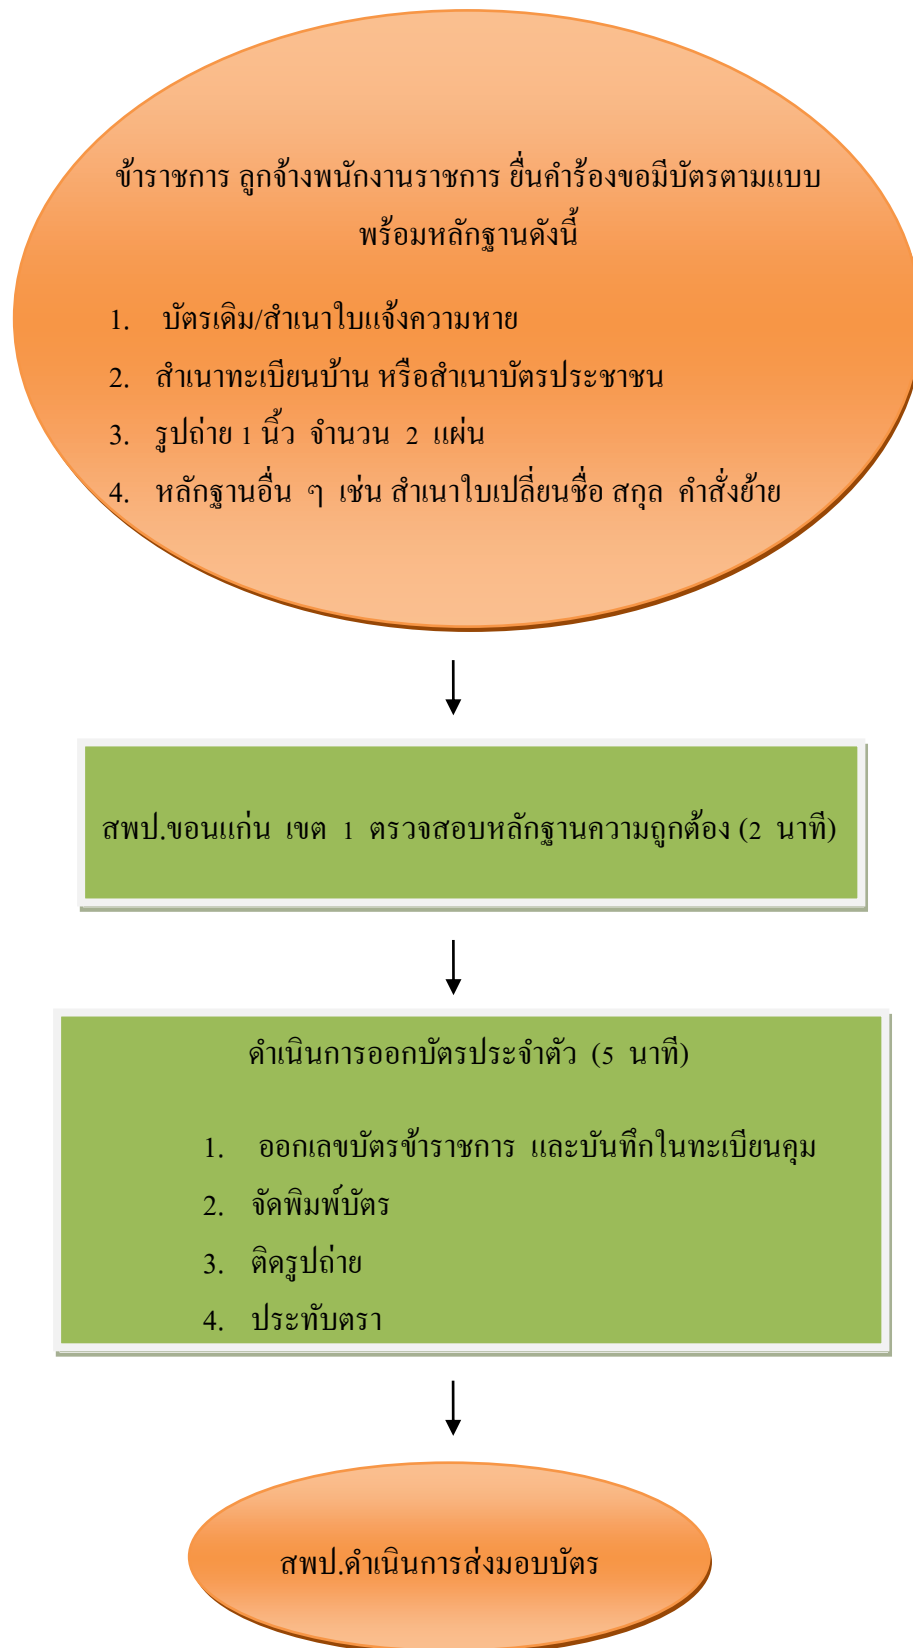 ข้าราชการ ลูกจ้างพนักงานราชการ ยื่นคำร้องขอมีบัตรตามแบบ
พร้อมหลักฐานดังนี้
1. บัตรเดิม/สำเนาใบแจ้งความหาย
2. สำเนาทะเบียนบ้าน หรือสำเนาบัตรประชาชน
3. รูปถ่าย 1 นิ้ว จำนวน 2 แผ่น
4. หลักฐานอื่น ๆ เช่น สำเนาใบเปลี่ยนชื่อ สกุล คำสั่งย้าย
สพป.ขอนแก่น เขต 1 ตรวจสอบหลักฐานความถูกต้อง (2 นาที)
ดำเนินการออกบัตรประจำตัว (5 นาที)
1. ออกเลขบัตรข้าราชการ และบันทึกในทะเบียนคุม
2. จัดพิมพ์บัตร
3. ติดรูปถ่าย
4. ประทับตรา
สพป.ดำเนินการส่งมอบบัตร